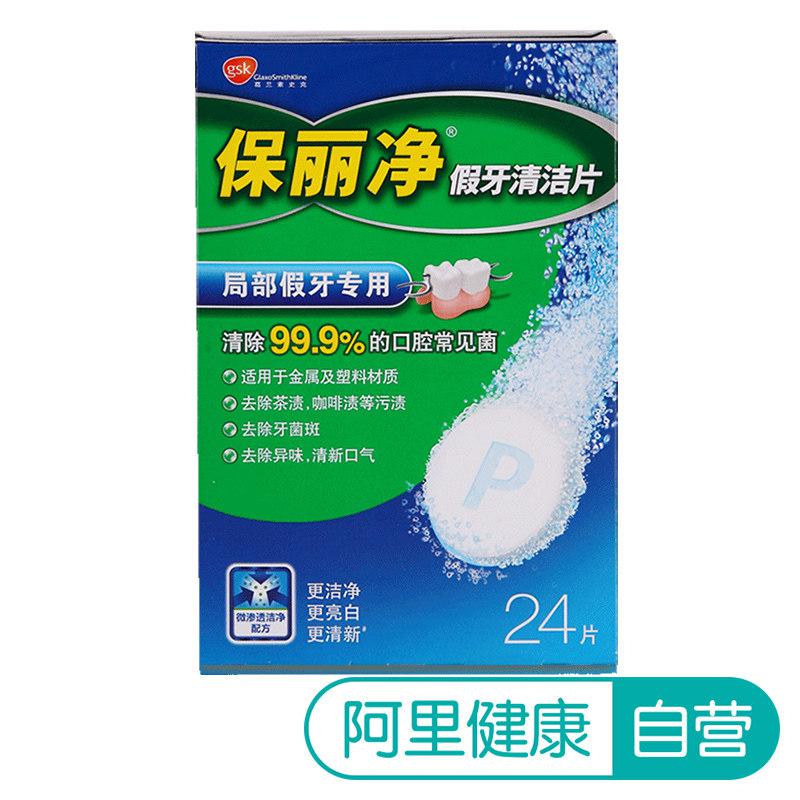 gsk
GlaxoSmithKline
葛兰素史克
保丽净®
假牙清洁片
局部假牙专用
清除99.9%的口腔常见菌*
适用于金属及塑料材质
去除茶渍,咖啡渍等污渍
去除牙菌斑
去除异味,清新口气
P
微渗透洁净
配方
更洁净
更亮白
更清新#
24片
阿里健康 自营